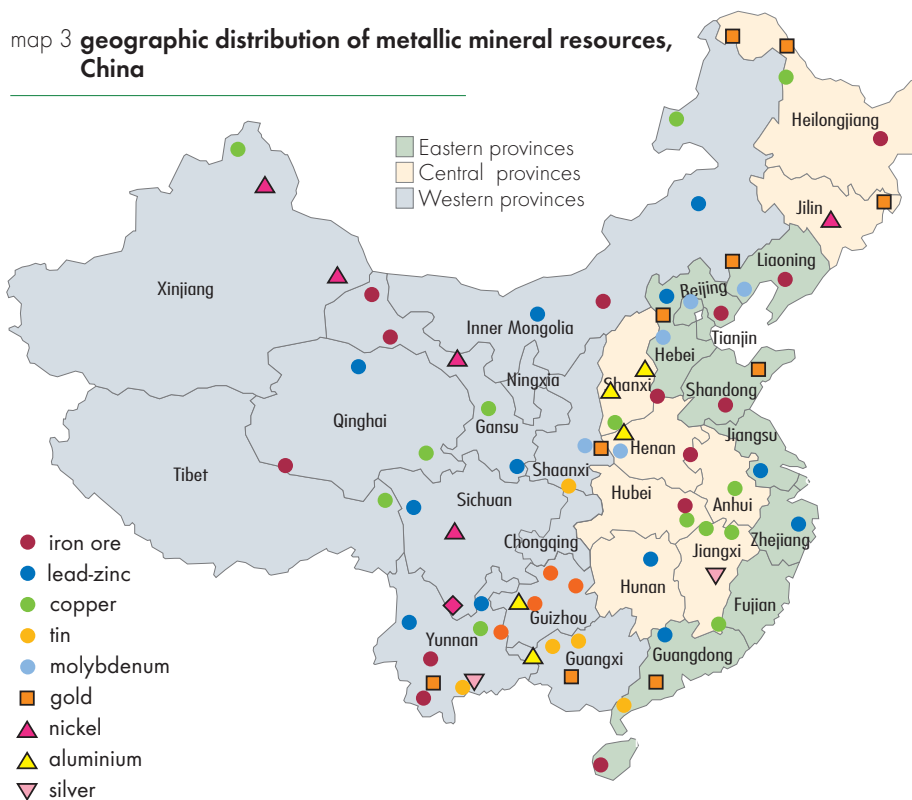 map 3 geographic distribution of metallic mineral resources,
China
Eastern provinces
Central provinces
Western provinces
Heilongjiang
Jilin
Liaoning
Beijing
Xinjiang
Inner Mongolia
Tianjin
Hebei
Ningxia
Shanxi
Shandong
Qinghai
Gansu
Jiangsu
Henan
Tibet
Shaanxi
Sichuan
Hubei
Anhui
Chongqing
Zhejiang
Jiangxi
Hunan
Fujian
Guizhou
Yunnan
Guangxi
Guangdong
iron ore
lead-zinc
copper
tin
molybdenum
gold
nickel
aluminium
silver